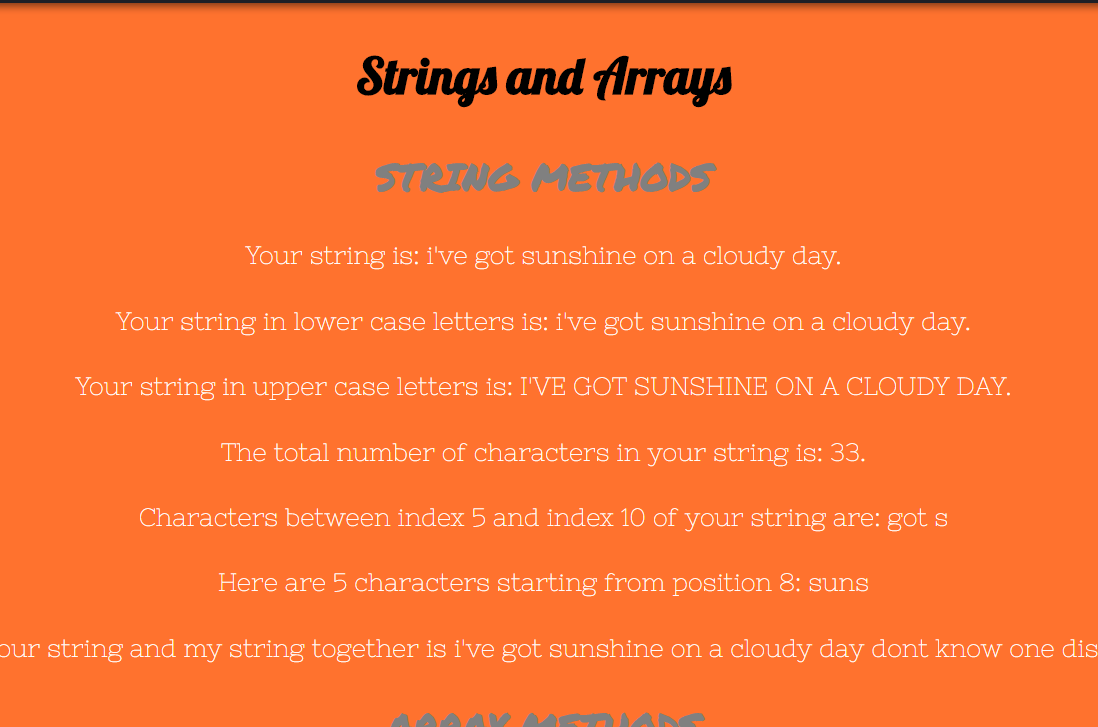 Strings and Arrays
STRING METHODS
Your string is: i've got sunshine on a cloudy day.
Your string in lower case letters is: i've got sunshine on a cloudy day.
Your string in upper case letters is: I'VE GOT SUNSHINE ON A CLOUDY DAY.
The total number of characters in your string is: 33.
Characters between index 5 and index 10 of your string are: got s
Here are 5 characters starting from position 8: suns
our string and my string together is i've got sunshine on a cloudy day dont know one dis
ARRAY METHODS